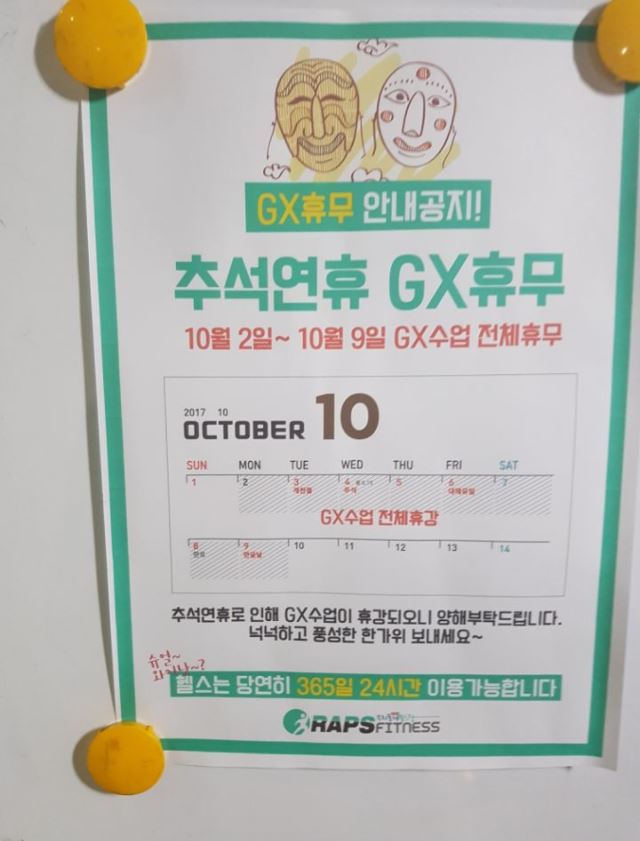 GX휴무 안내공지!
추석연휴 GX휴무
10월 2일~ 10월 9일 GX수업 전체휴무
2017 10
OCTOBER 10
SUN MON TUE WED THU FRI SAT
1 2 3 4 5 6 7
개천절 추석 대체휴일
GX수업 전체휴강
8 9 10 11 12 13 14
한로 한글날
추석연휴로 인해 GX수업이 휴강되오니 양해부탁드립니다.
넉넉하고 풍성한 한가위 보내세요~
휴일~
헬스는 당연히 365일 24시간 이용가능합니다
RAPS FITNESS